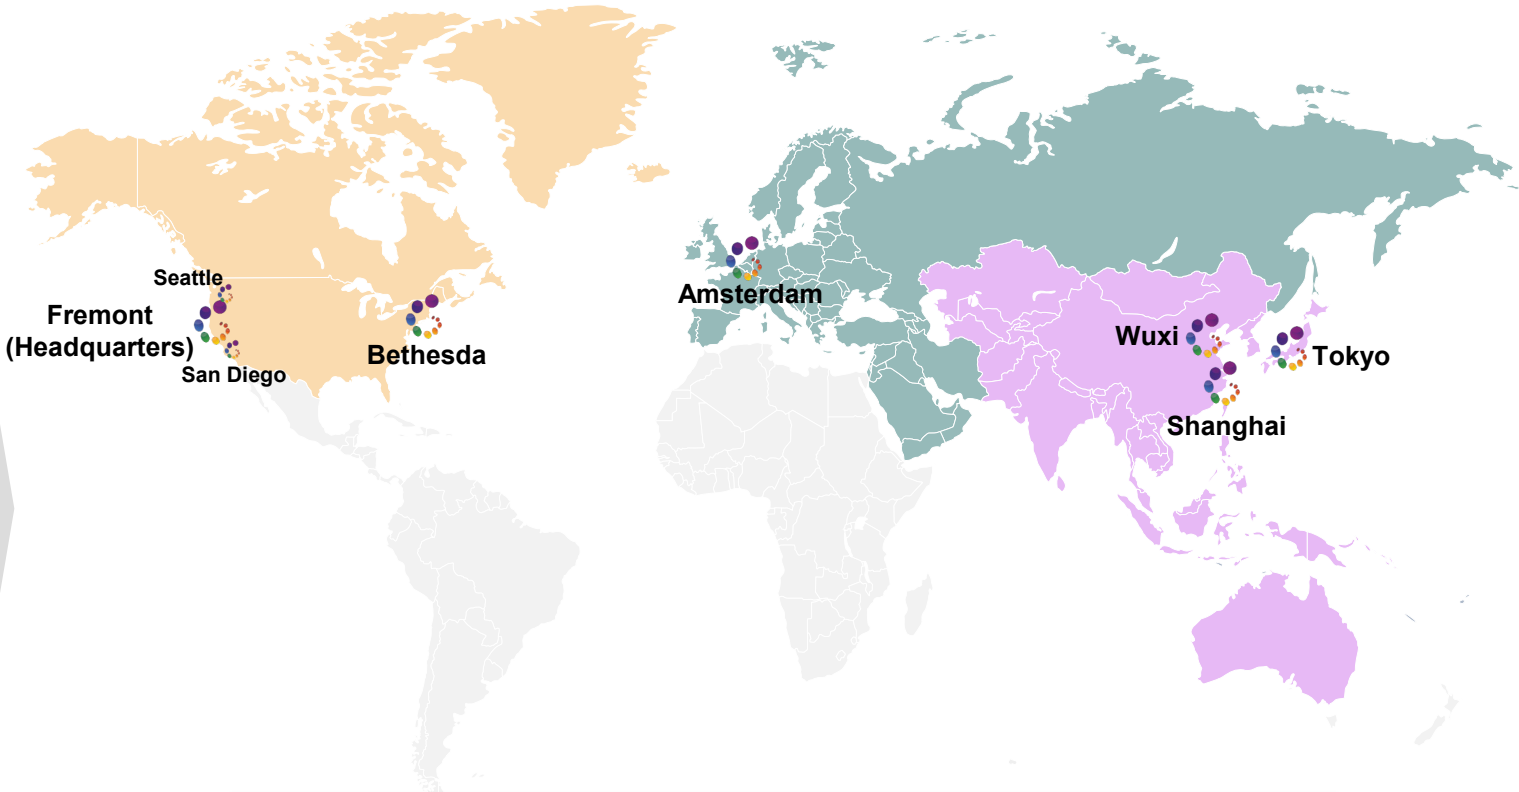 Seattle
Fremont
(Headquarters)
San Diego
Bethesda
Amsterdam
Wuxi
Tokyo
Shanghai